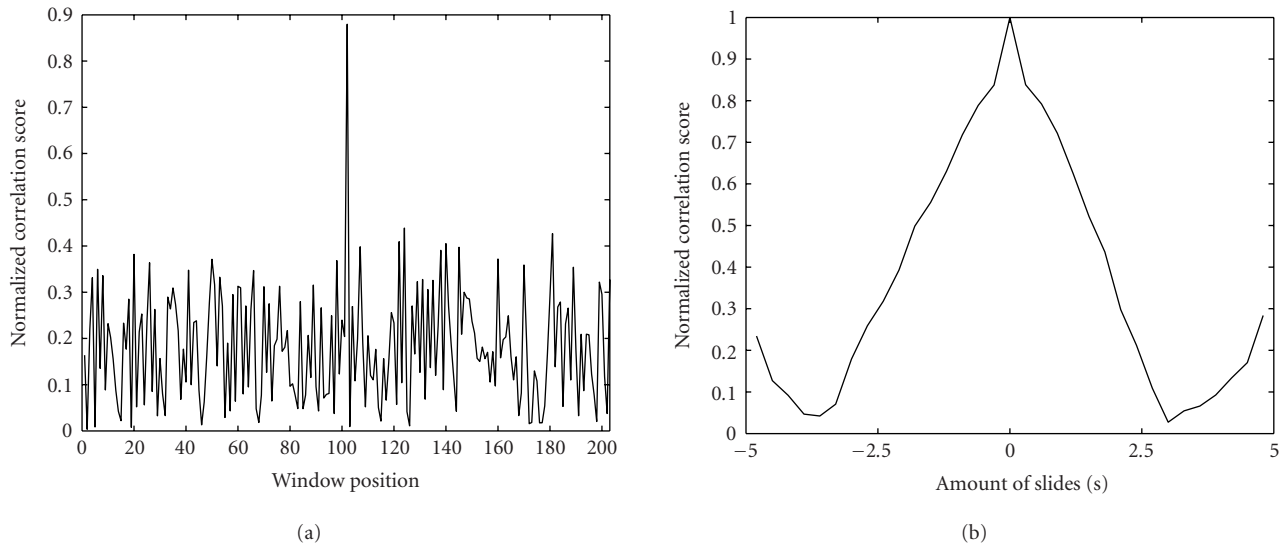 0.9
0.8
0.7
0.6
0.5
0.4
0.3
0.2
0.1
0
Normalized correlation score
0 20 40 60 80 100 120 140 160 180 200
Window position
(a)
1
0.9
0.8
0.7
0.6
0.5
0.4
0.3
0.2
0.1
0
Normalized correlation score
−5 −2.5 0 2.5 5
Amount of slides (s)
(b)